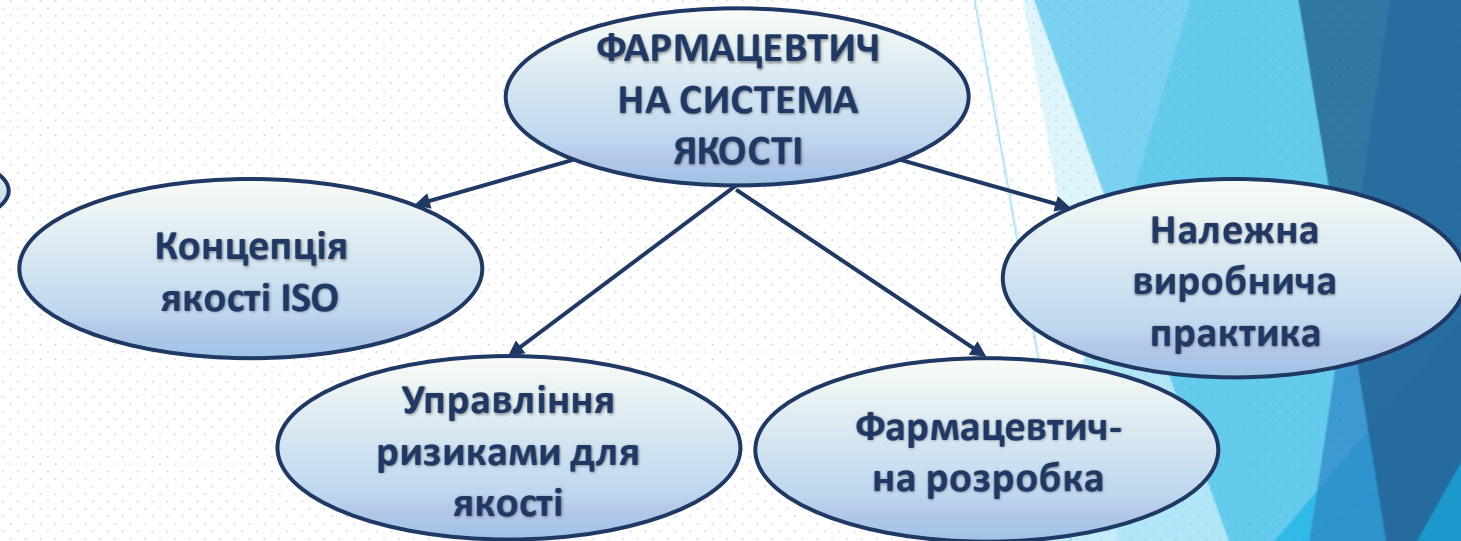 ФАРМАЦЕВТИЧ
НА СИСТЕМА
ЯКОСТІ
Концепція
якості ISO
Належна
виробнича
практика
Управління
ризиками для
якості
Фармацевтич-
на розробка